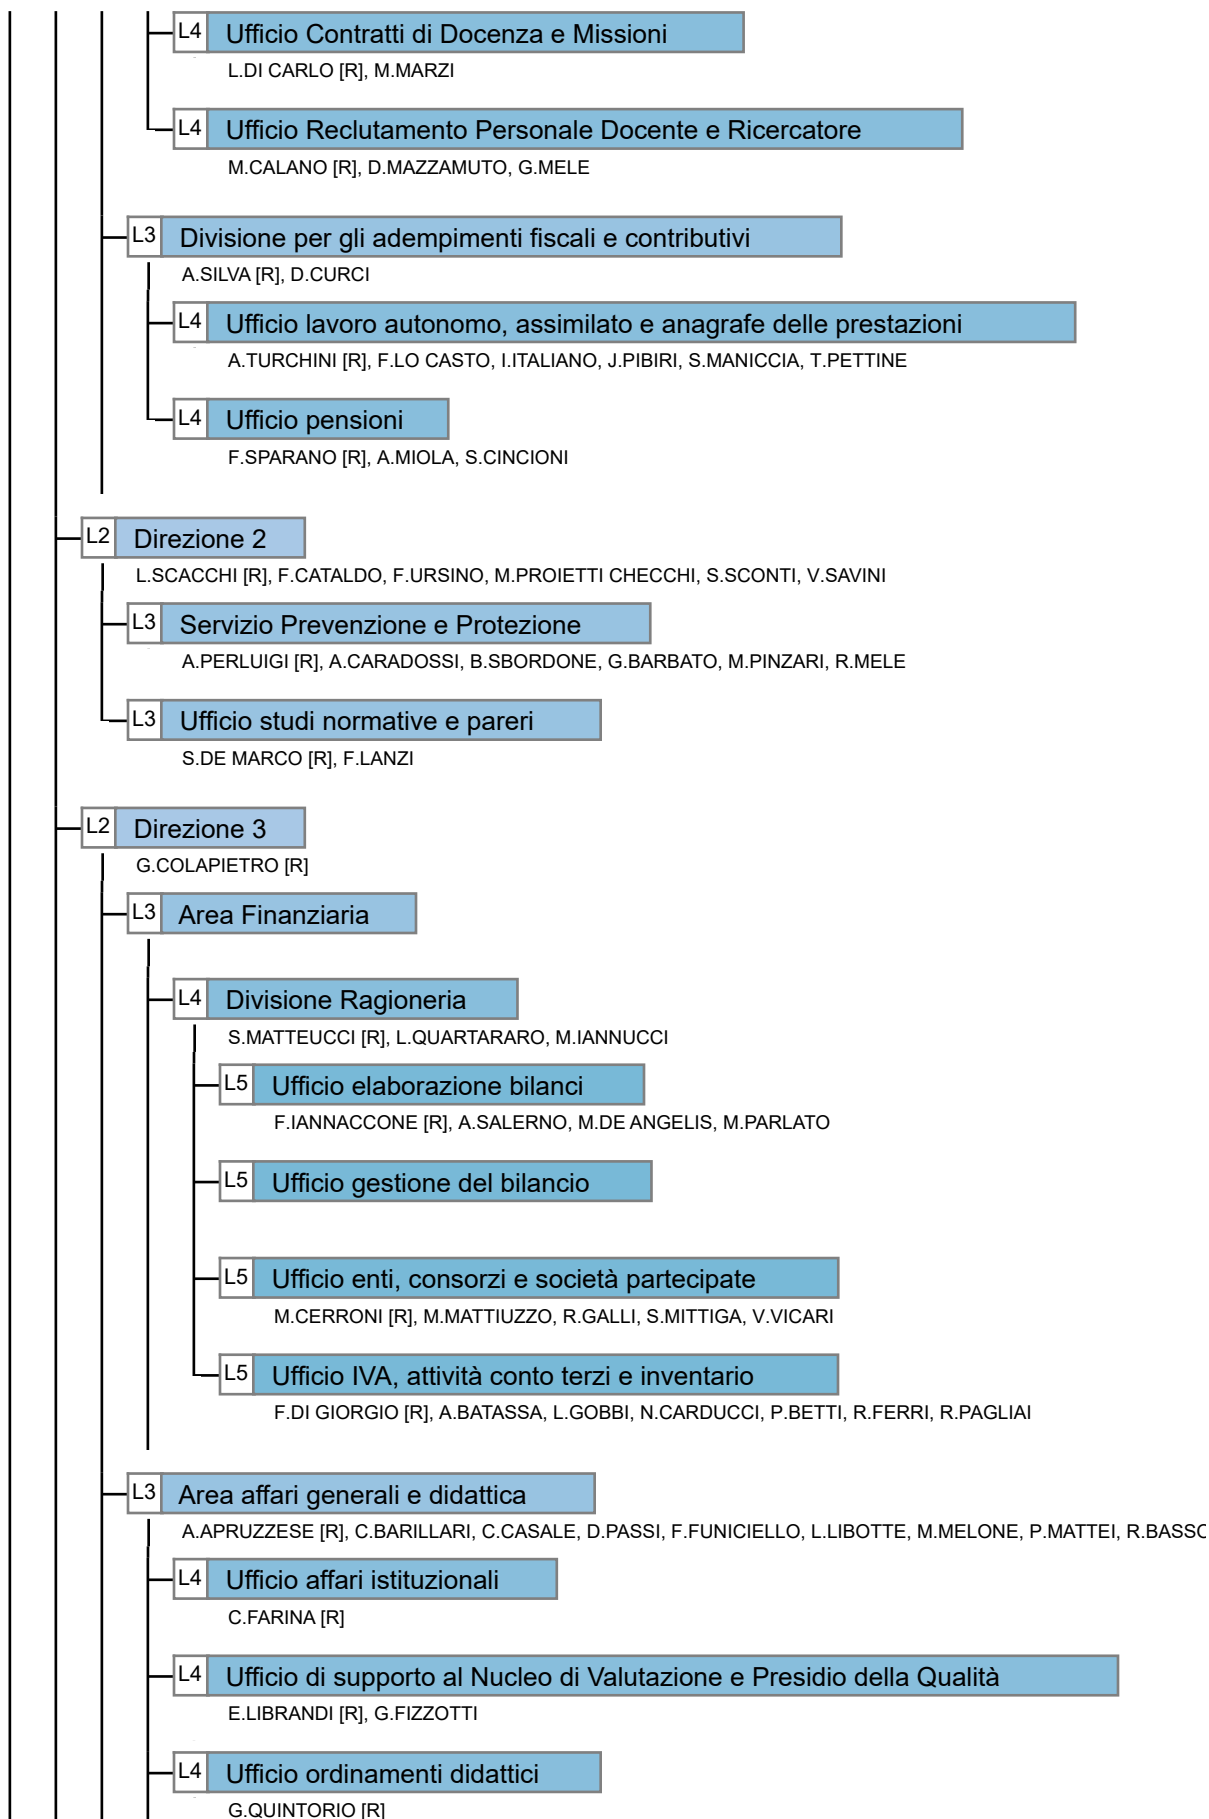 L4 Ufficio Contratti di Docenza e Missioni
L.DI CARLO [R], M.MARZI
L4 Ufficio Reclutamento Personale Docente e Ricercatore
M.CALANO [R], D.MAZZAMUTO, G.MELE
L3 Divisione per gli adempimenti fiscali e contributivi
A.SILVA [R], D.CURCI
L4 Ufficio lavoro autonomo, assimilato e anagrafe delle prestazioni
A.TURCHINI [R], F.LO CASTO, I.ITALIANO, J.PIBIRI, S.MANICCIA, T.PETTINE
L4 Ufficio pensioni
F.SPARANO [R], A.MIOLA, S.CINCIONI
L2 Direzione 2
L.SCACCHI [R], F.CATALDO, F.URSINO, M.PROIETTI CHECCHI, S.SCONTI, V.SAVINI
L3 Servizio Prevenzione e Protezione
A.PERLUIGI [R], A.CARADOSSI, B.SBORDONE, G.BARBATO, M.PINZARI, R.MELE
L3 Ufficio studi normative e pareri
S.DE MARCO [R], F.LANZI
L2 Direzione 3
G.COLAPIETRO [R]
L3 Area Finanziaria
L4 Divisione Ragioneria
S.MATTEUCCI [R], L.QUARTARARO, M.IANNUCCI
L5 Ufficio elaborazione bilanci
F.IANNACCONE [R], A.SALERNO, M.DE ANGELIS, M.PARLATO
L5 Ufficio gestione del bilancio
L5 Ufficio enti, consorzi e società partecipate
M.CERRONI [R], M.MATTIUZZO, R.GALLI, S.MITTIGA, V.VICARI
L5 Ufficio IVA, attività conto terzi e inventario
F.DI GIORGIO [R], A.BATASSA, L.GOBBI, N.CARDUCCI, P.BETTI, R.FERRI, R.PAGLIAI
L3 Area affari generali e didattica
A.APRUZZESE [R], C.BARILLARI, C.CASALE, D.PASSI, F.FUNICIELLO, L.LIBOTTE, M.MELONE, P.MATTEI, R.BASSO
L4 Ufficio affari istituzionali
C.FARINA [R]
L4 Ufficio di supporto al Nucleo di Valutazione e Presidio della Qualità
E.LIBRANDI [R], G.FIZZOTTI
L4 Ufficio ordinamenti didattici
G.QUINTORIO [R]